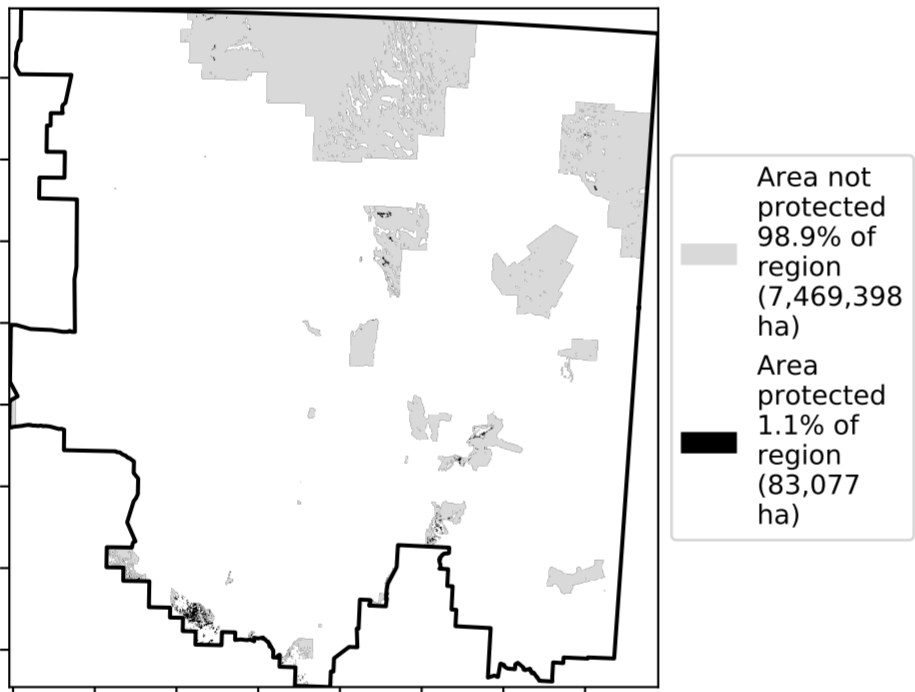 Area not
protected
98.9% of
region
(7,469,398
ha)
Area
protected
1.1% of
region
(83,077
ha)